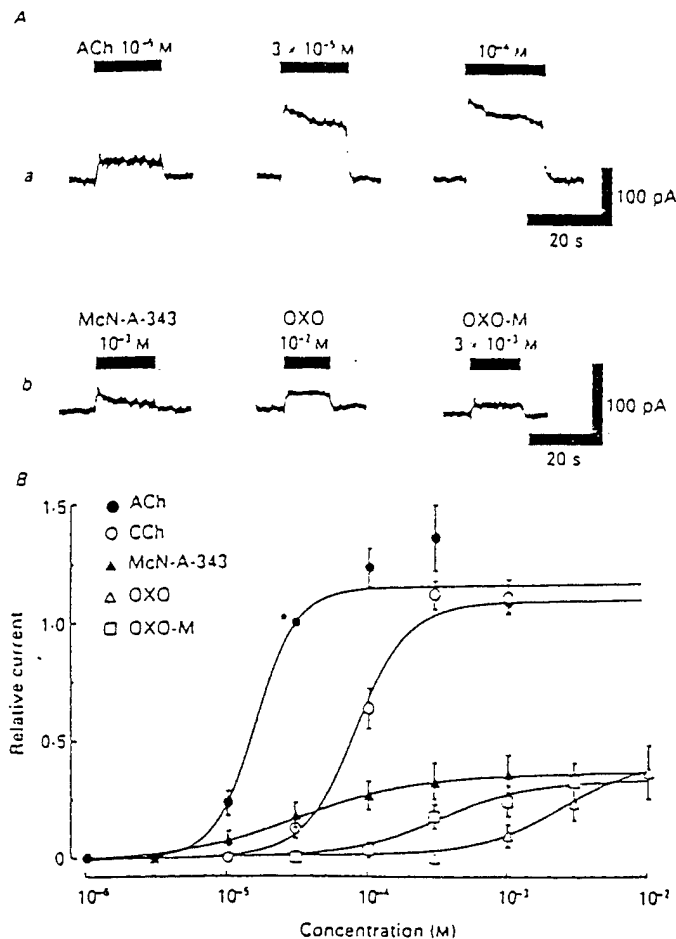 A
ACh 10⁻⁵ M
3 × 10⁻⁵ M
10⁻⁴ M
a
100 pA
20 s
McN-A-343
10⁻³ M
OXO
10⁻² M
OXO-M
3 × 10⁻³ M
b
100 pA
20 s
B
1.5
1.0
0.5
0
ACh
CCh
McN-A-343
OXO
OXO-M
*
Relative current
10⁻⁶
10⁻⁵
10⁻⁴
10⁻³
10⁻²
Concentration (M)